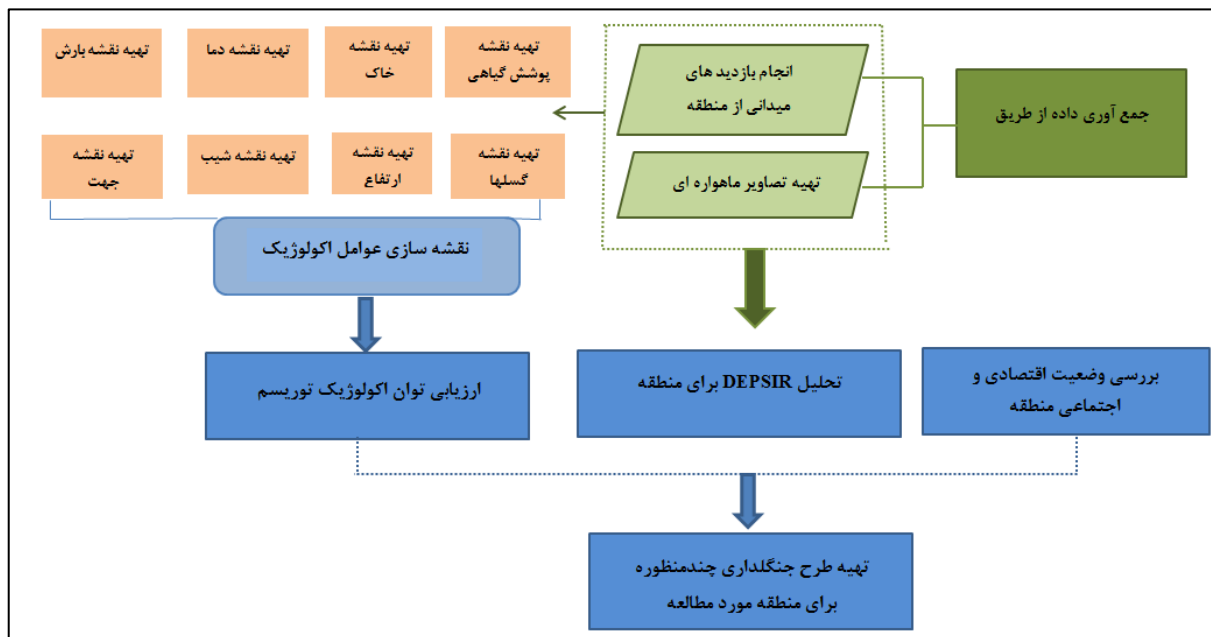 جمع آوری داده از طریق
انجام بازدید های
میدانی از منطقه
تهیه تصاویر ماهواره ای
تهیه نقشه
پوشش گیاهی
تهیه نقشه
خاک
تهیه نقشه دما
تهیه نقشه بارش
تهیه نقشه
گسلها
تهیه نقشه
ارتفاع
تهیه نقشه شیب
تهیه نقشه
جهت
نقشه سازی عوامل اکولوژیک
بررسی وضعیت اقتصادی و
اجتماعی منطقه
تحلیل DEPSIR برای منطقه
ارزیابی توان اکولوژیک توریسم
تهیه طرح جنگلداری چندمنظوره
برای منطقه مورد مطالعه